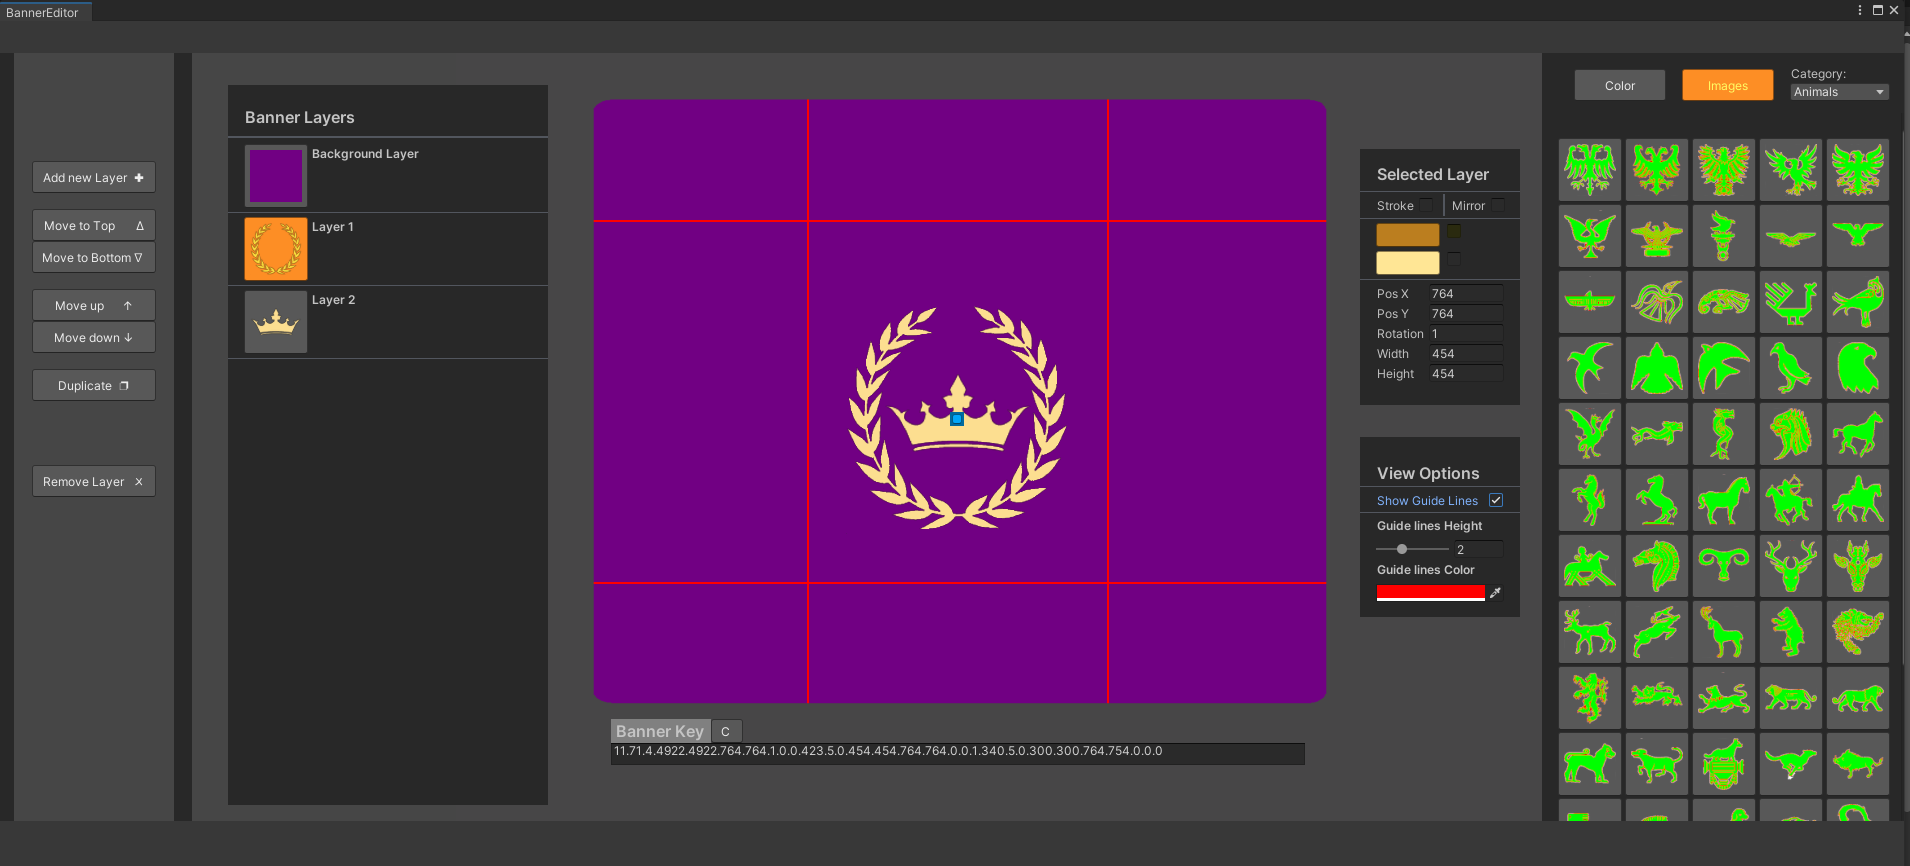 BannerEditor
Add new Layer
Move to Top
Move to Bottom
Move up
Move down
Duplicate
Remove Layer X
Banner Layers
Background Layer
Layer 1
Layer 2
Banner Key C
11.71.4.4922.4922.764.764.1.0.0.423.5.0.454.454.764.764.0.0.1.340.5.0.300.300.764.754.0.0.0
Selected Layer
Stroke Mirror
Pos X 764
Pos Y 764
Rotation 1
Width 454
Height 454
View Options
Show Guide Lines
Guide lines Height
2
Guide lines Color
Color
Images
Category:
Animals